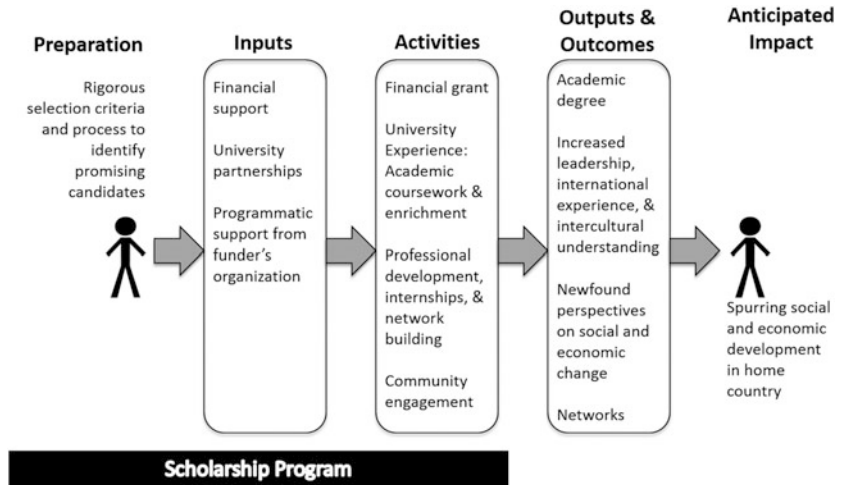 Preparation
Rigorous
selection criteria
and process to
identify
promising
candidates
Inputs
Financial
support
University
partnerships
Programmatic
support from
funder's
organization
Activities
Financial grant
University
Experience:
Academic
coursework &
enrichment
Professional
development,
internships, &
network
building
Community
engagement
Outputs &
Outcomes
Academic
degree
Increased
leadership,
international
experience, &
intercultural
understanding
Newfound
perspectives
on social and
economic
change
Networks
Anticipated
Impact
Spurring social
and economic
development
in home
country
Scholarship Program